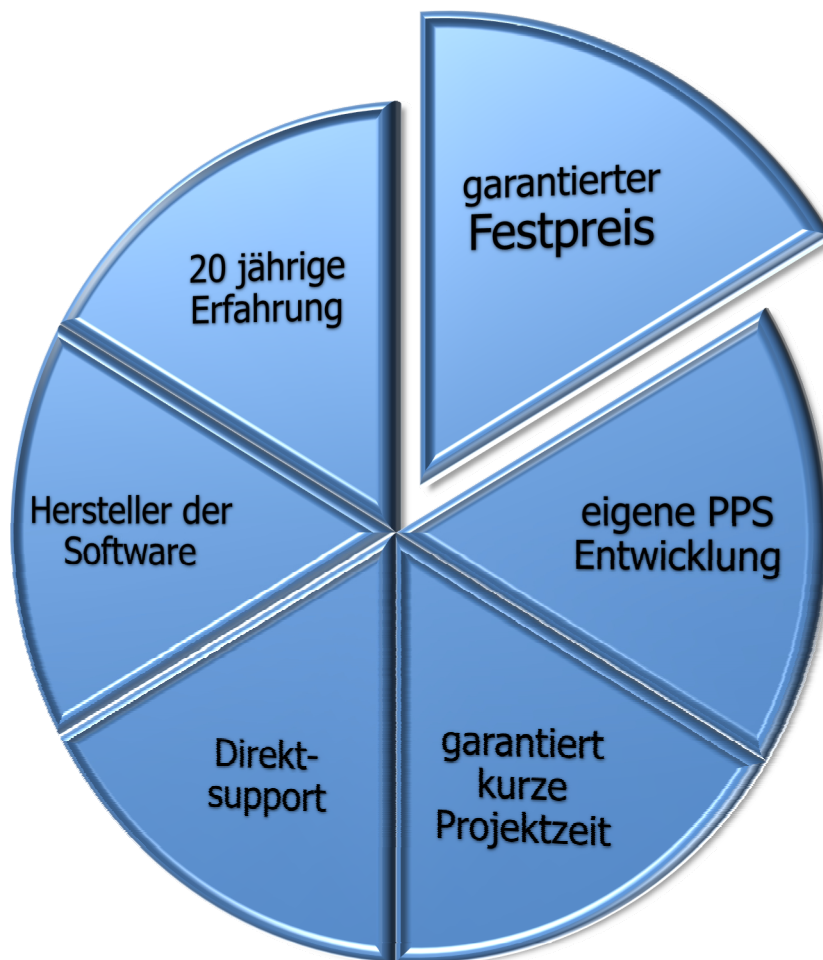 garantierter
Festpreis
eigene PPS
Entwicklung
garantiert
kurze
Projektzeit
Direkt-
support
Hersteller der
Software
20 jährige
Erfahrung